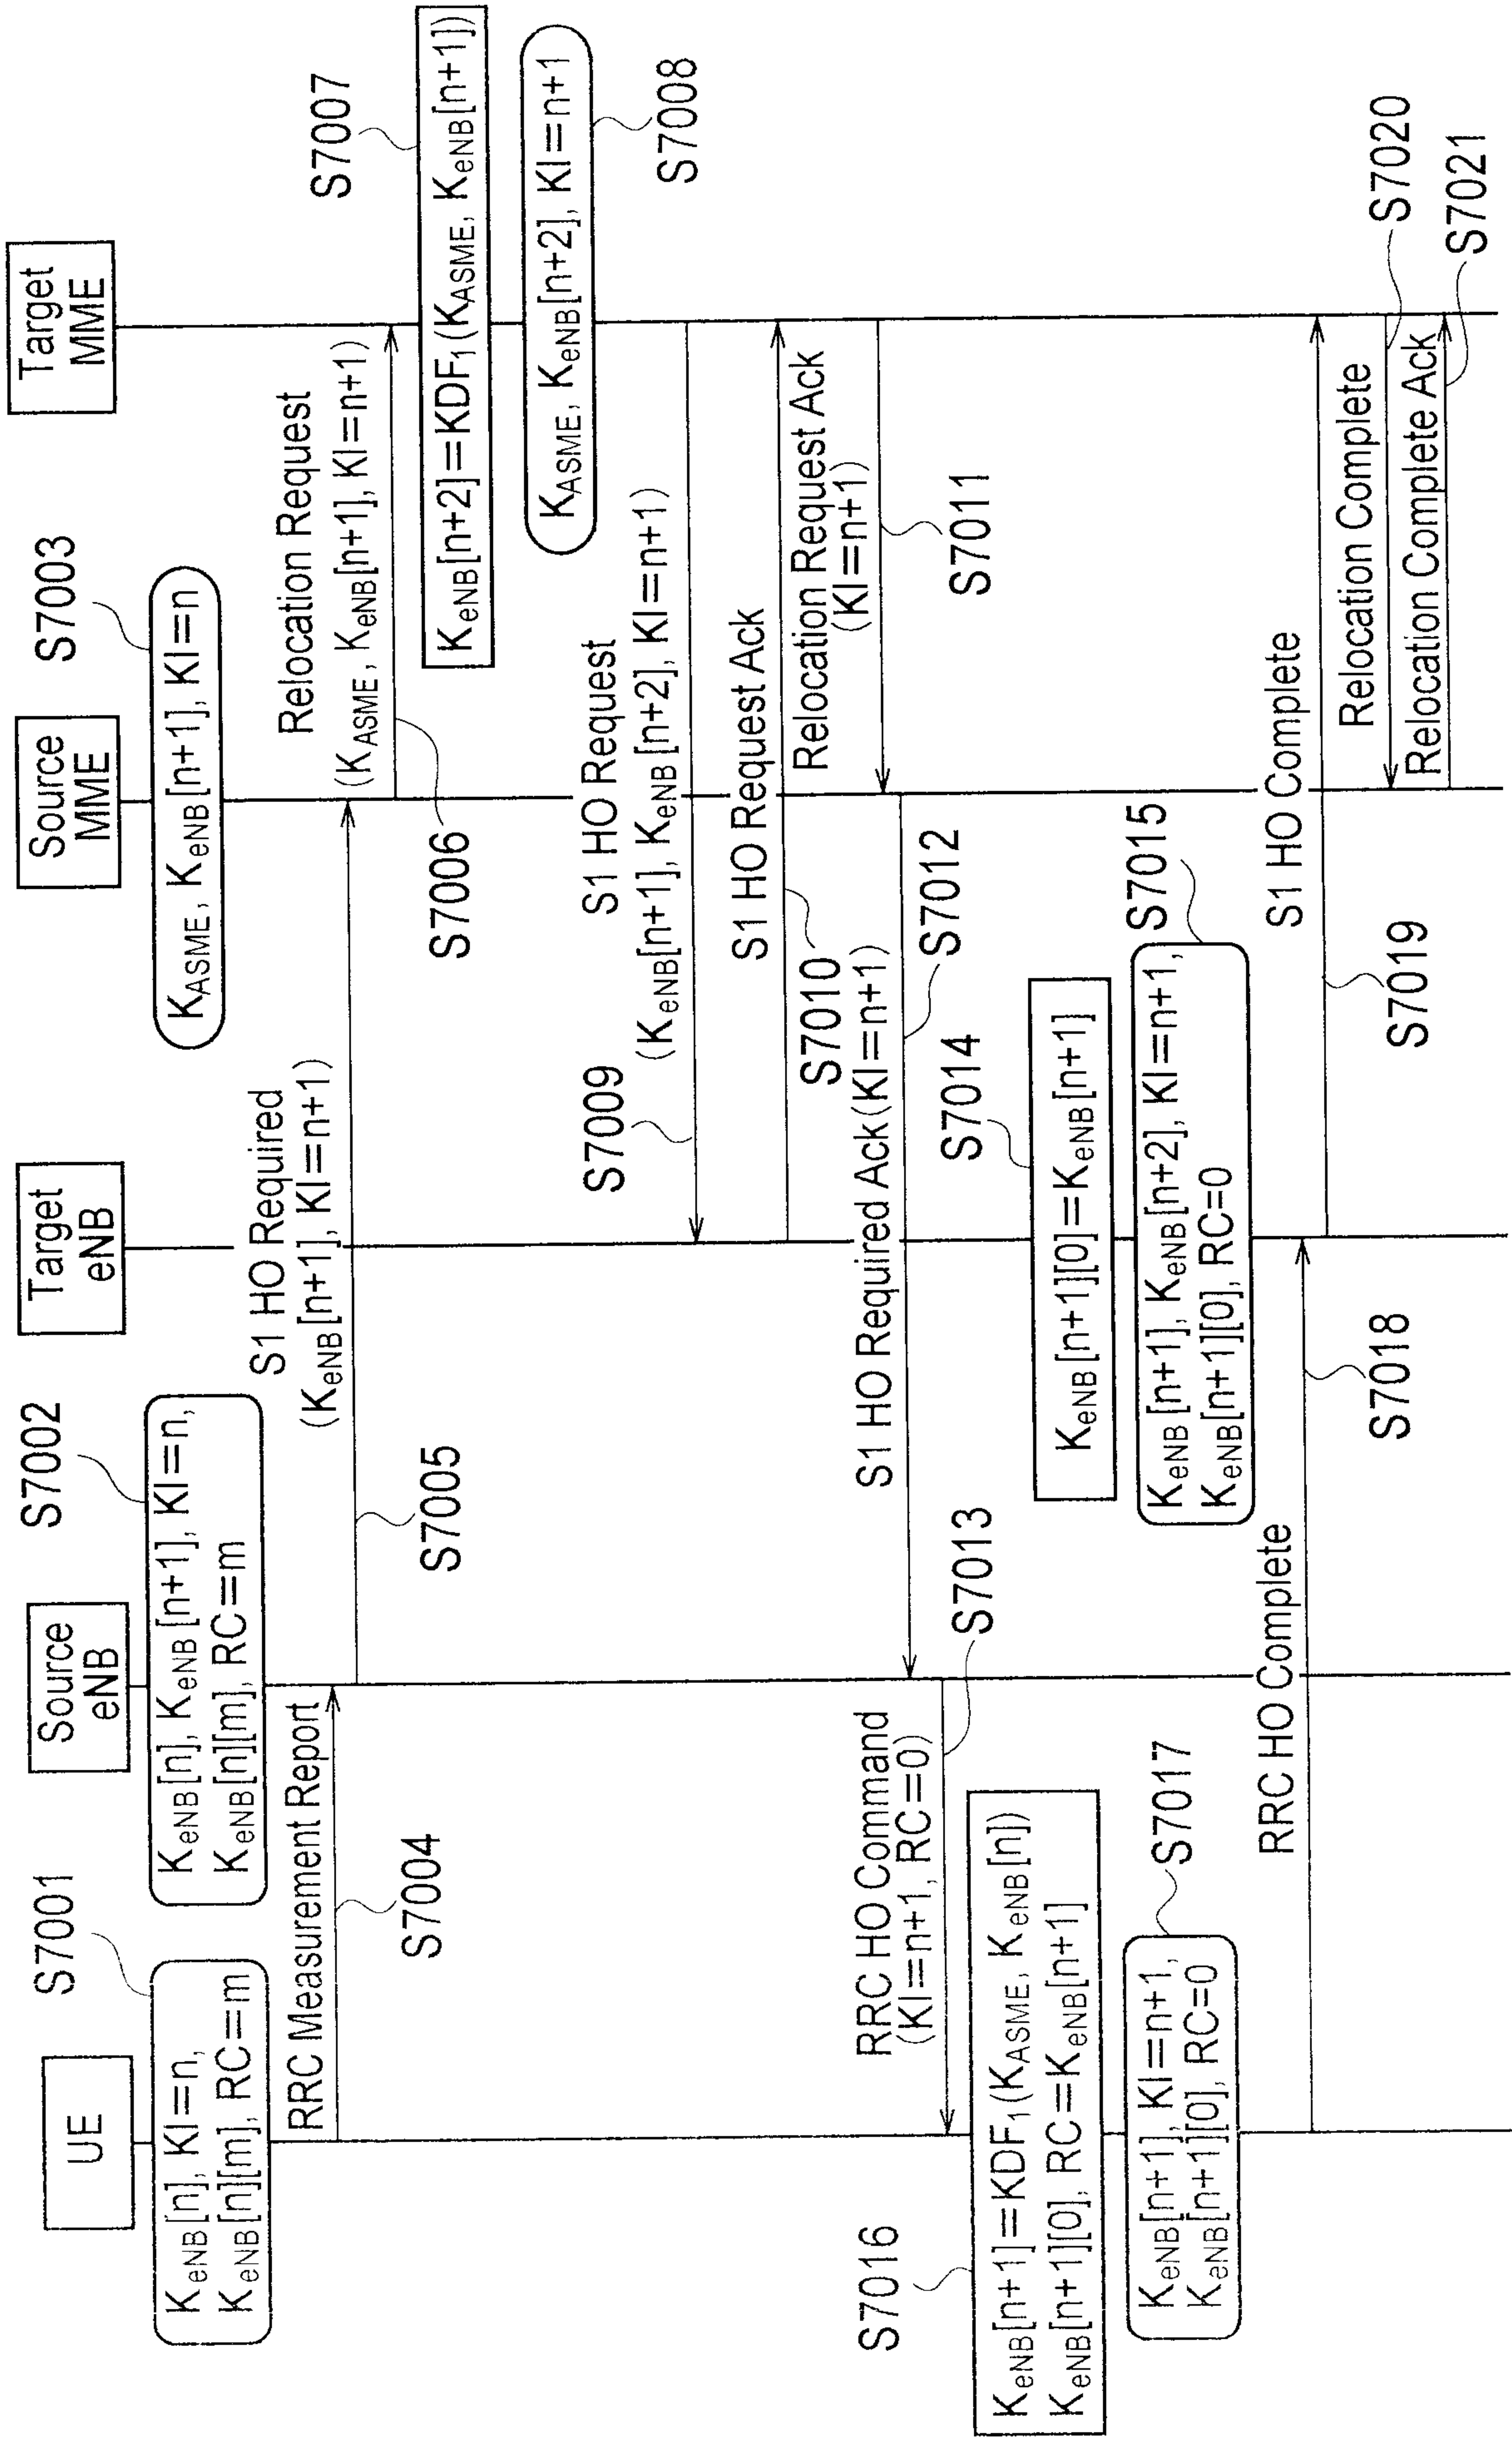 UE
Source
eNB
Target
eNB
Source
MME
Target
MME
S7001
KeNB[n], KI=n,
KeNB[n][m], RC=m
S7002
KeNB[n], KeNB[n+1], KI=n,
KeNB[n][m], RC=m
S7003
KASME, KeNB[n+1], KI=n
RRC Measurement Report
S7004
S1 HO Required
(KeNB[n+1], KI=n+1)
S7005
Relocation Request
(KASME, KeNB[n+1], KI=n+1)
S7006
S7007
KeNB[n+2]=KDF1(KASME, KeNB[n+1])
KASME, KeNB[n+2], KI=n+1
S7008
S1 HO Request
(KeNB[n+1], KeNB[n+2], KI=n+1)
S7009
S1 HO Request Ack
S7010
Relocation Request Ack
(KI=n+1)
S7011
S1 HO Required Ack(KI=n+1)
S7012
RRC HO Command
(KI=n+1, RC=0)
S7013
S7014
KeNB[n+1][0]=KeNB[n+1]
S7015
KeNB[n+1], KeNB[n+2], KI=n+1,
KeNB[n+1][0], RC=0
S7016
KeNB[n+1]=KDF1(KASME, KeNB[n])
KeNB[n+1][0], RC=KeNB[n+1]
S7017
KeNB[n+1], KI=n+1,
KeNB[n+1][0], RC=0
RRC HO Complete
S7018
S1 HO Complete
S7019
Relocation Complete
S7020
Relocation Complete Ack
S7021